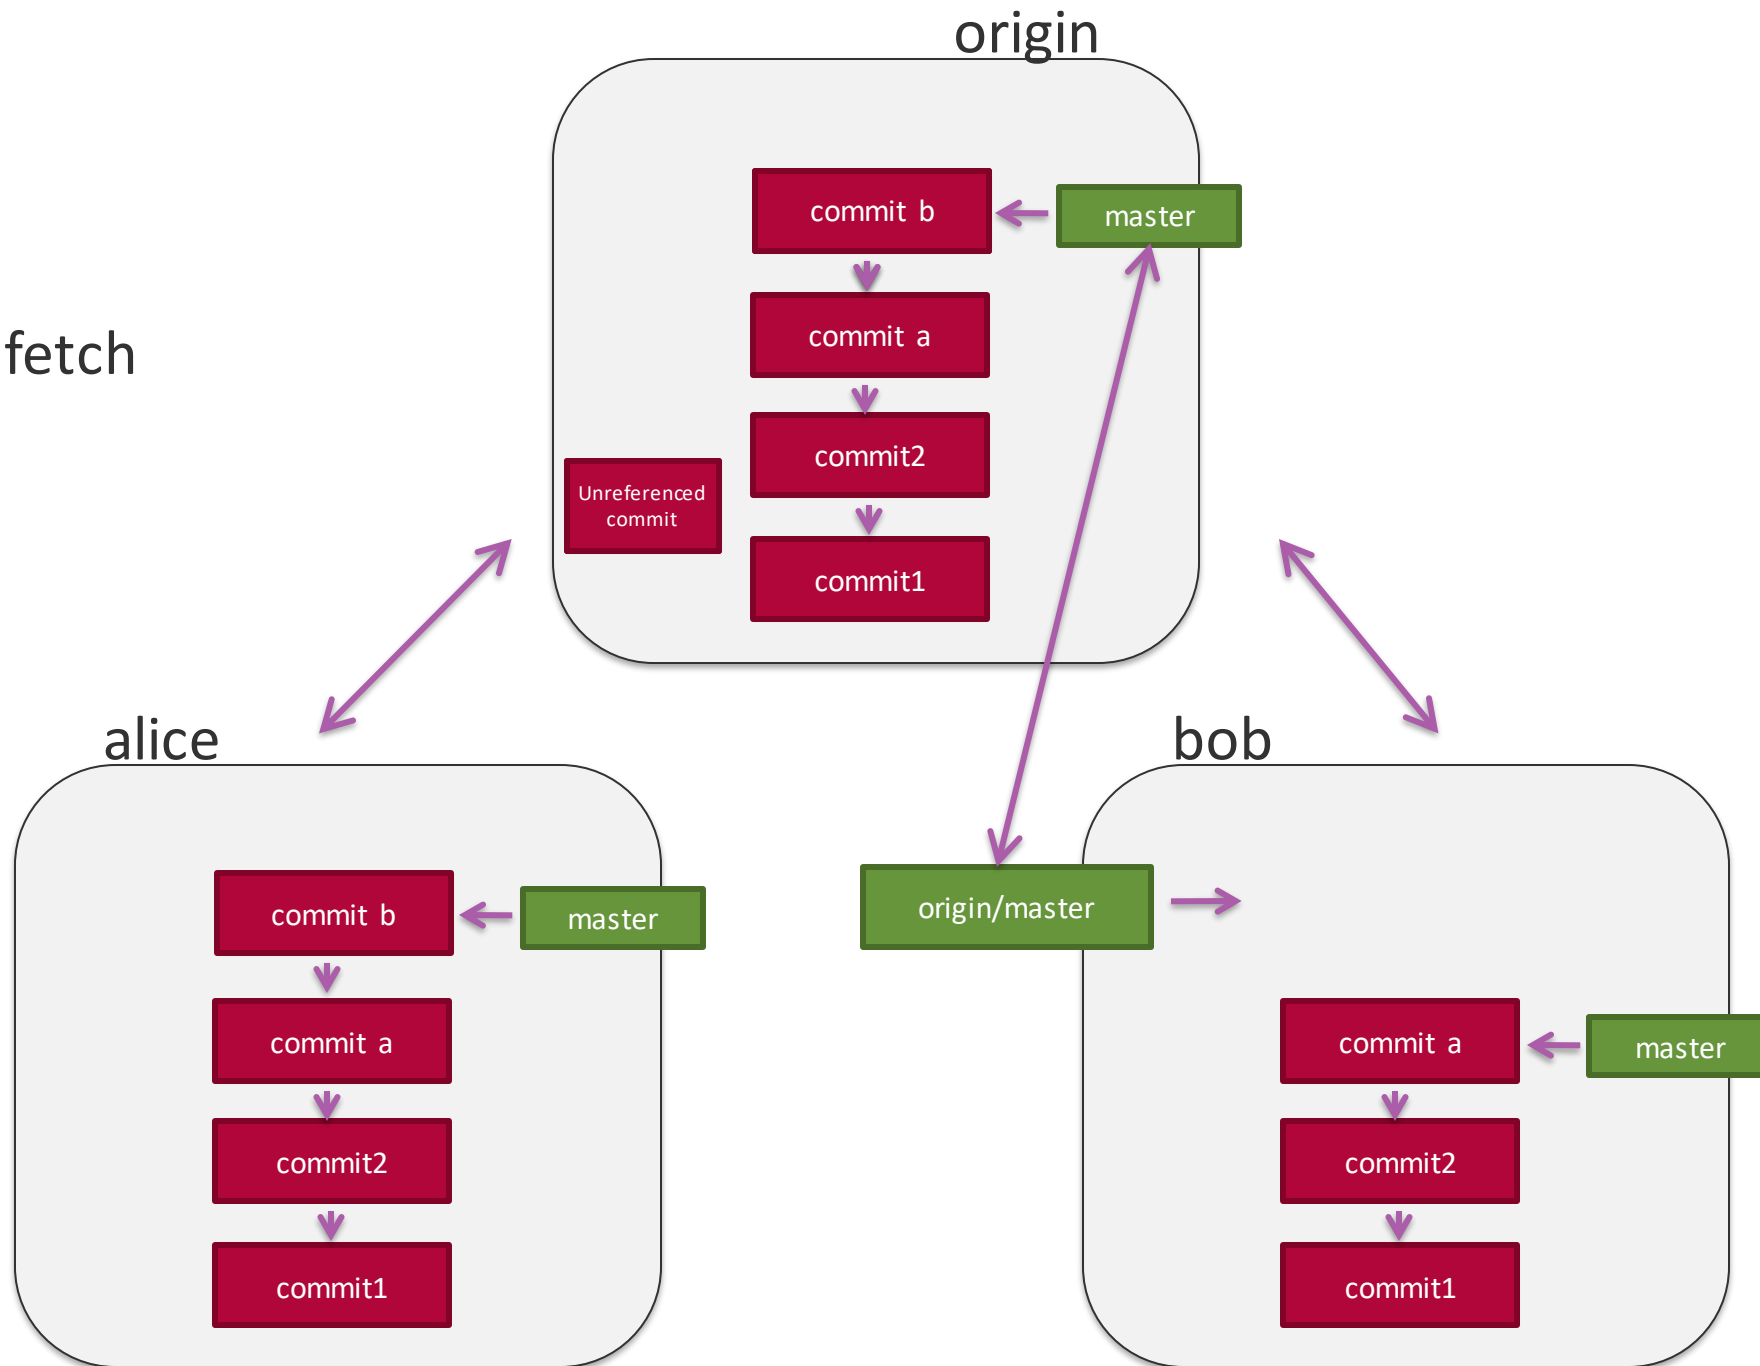 origin
commit b
master
commit a
fetch
commit2
Unreferenced
commit
commit1
alice
bob
commit b
master
origin/master
commit a
commit a
master
commit2
commit2
commit1
commit1